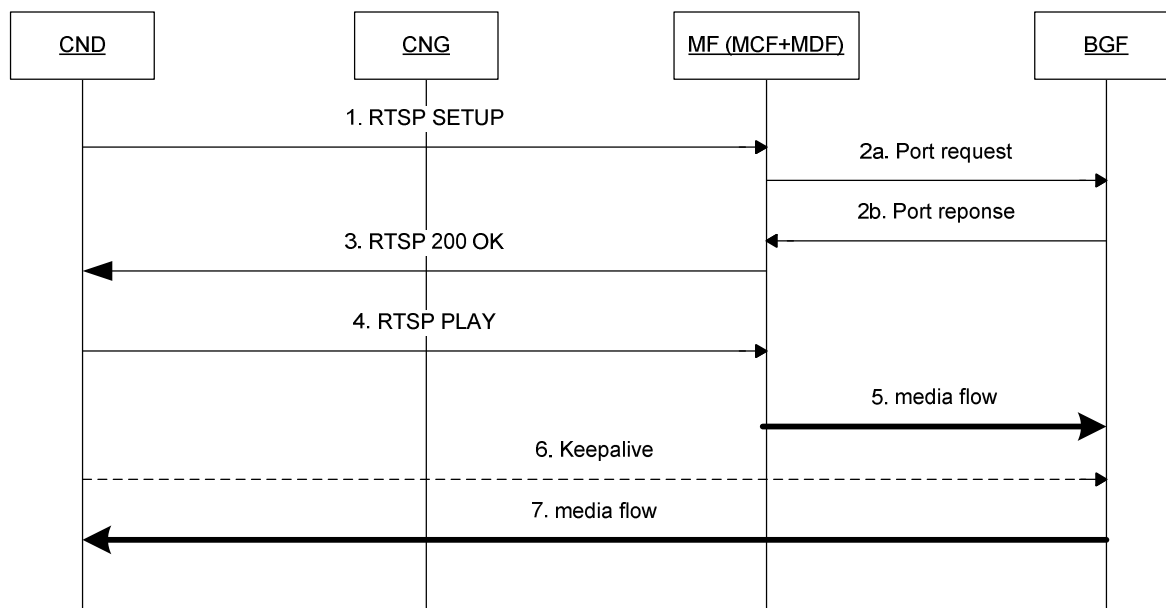 CND
CNG
MF (MCF+MDF)
BGF
1. RTSP SETUP
2a. Port request
2b. Port reponse
3. RTSP 200 OK
4. RTSP PLAY
5. media flow
6. Keepalive
7. media flow